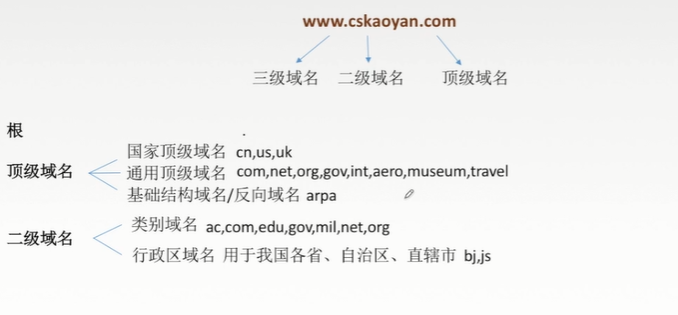 www.cskaoyan.com
三级域名 二级域名 顶级域名
根 .
国家顶级域名 cn,us,uk
顶级域名 通用顶级域名 com,net,org,gov,int,aero,museum,travel
基础结构域名/反向域名 arpa
类别域名 ac,com,edu,gov,mil,net,org
二级域名
行政区域名 用于我国各省、自治区、直辖市 bj,js